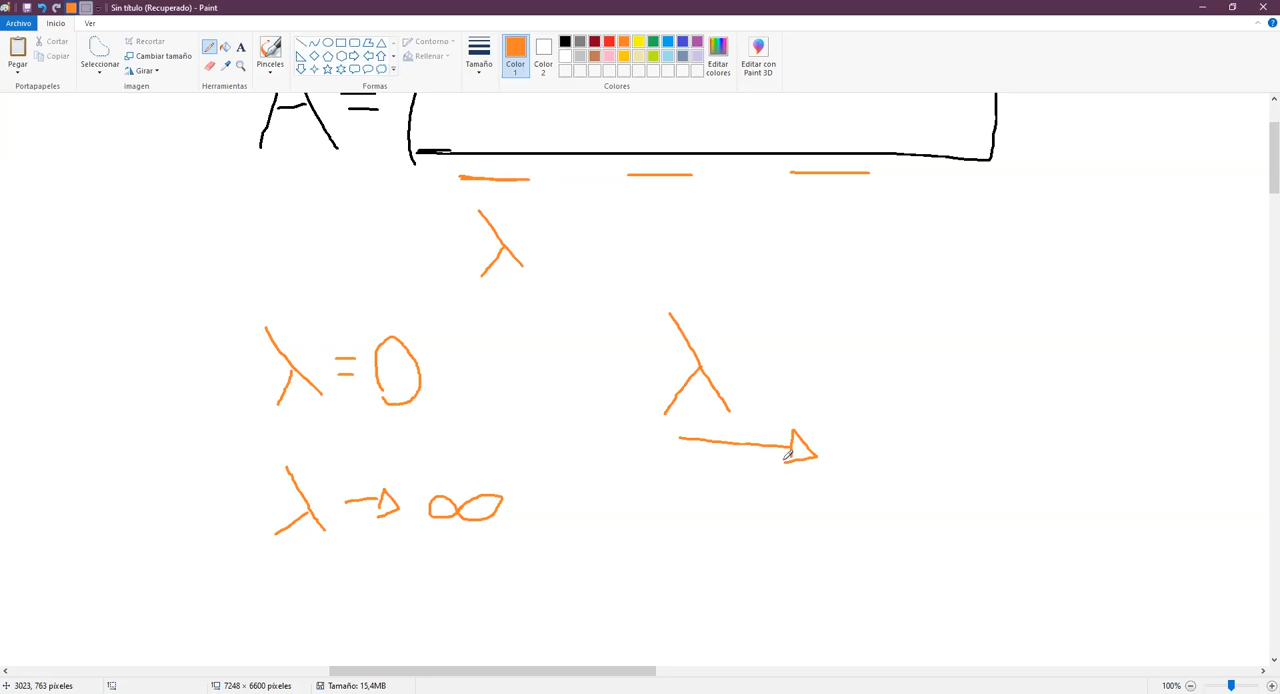 Sin título (Recuperado) - Paint
Archivo Inicio Ver
Pegar Cortar Copiar Seleccionar Recortar Cambiar tamaño Girar Pinceles Contorno Rellenar Tamaño Color 1 Color 2 Editar colores Editar con Paint 3D
Portapapeles imagen Herramientas Formas Colores
A =
λ
λ = 0
λ
λ → ∞
3023, 763 píxeles 7248 × 6600 píxeles Tamaño: 15,4MB 100%